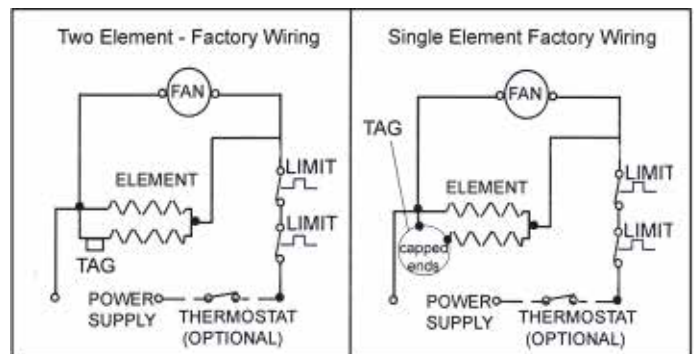 Two Element - Factory Wiring
FAN
LIMIT
ELEMENT
LIMIT
TAG
POWER
SUPPLY
THERMOSTAT
(OPTIONAL)
Single Element Factory Wiring
FAN
TAG
LIMIT
ELEMENT
LIMIT
capped
ends
POWER
SUPPLY
THERMOSTAT
(OPTIONAL)